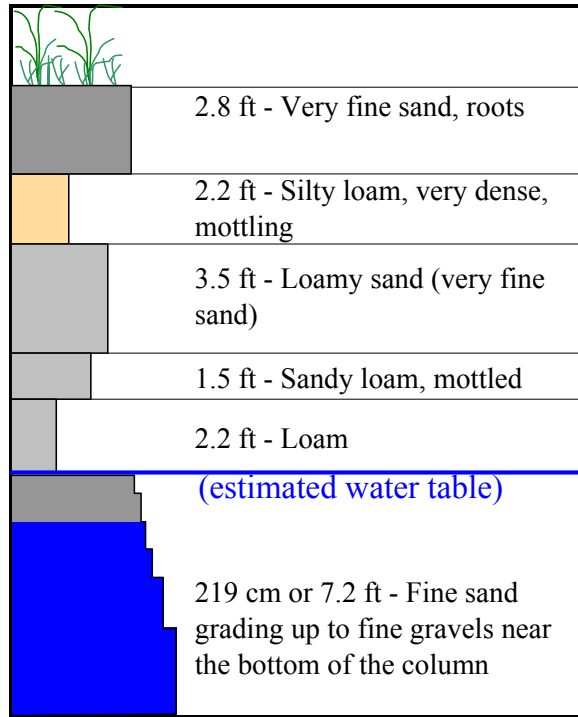 2.8 ft - Very fine sand, roots
2.2 ft - Silty loam, very dense,
mottling
3.5 ft - Loamy sand (very fine
sand)
1.5 ft - Sandy loam, mottled
2.2 ft - Loam
(estimated water table)
219 cm or 7.2 ft - Fine sand
grading up to fine gravels near
the bottom of the column